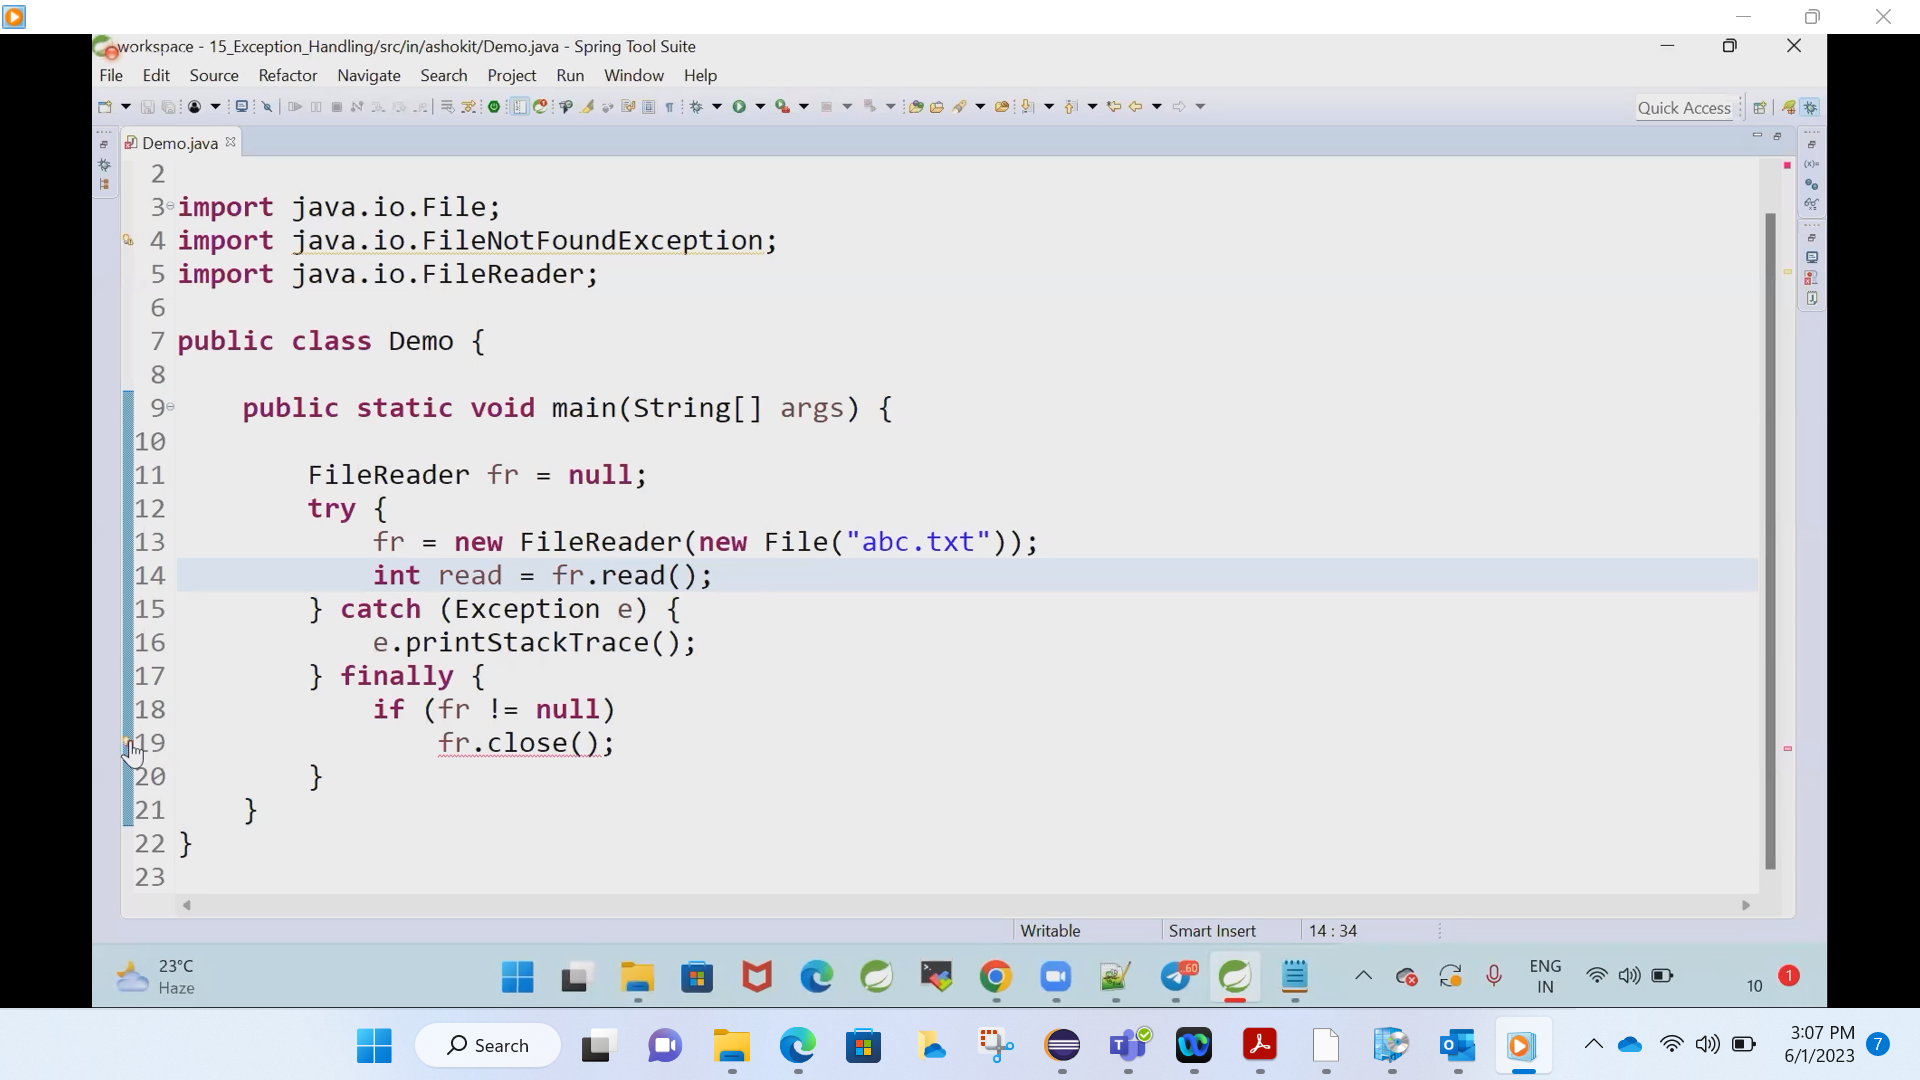 workspace - 15_Exception_Handling/src/in/ashokit/Demo.java - Spring Tool Suite
File Edit Source Refactor Navigate Search Project Run Window Help
Quick Access
Demo.java
2
3 import java.io.File;
4 import java.io.FileNotFoundException;
5 import java.io.FileReader;
6
7 public class Demo {
8
9 public static void main(String[] args) {
10
11 FileReader fr = null;
12 try {
13 fr = new FileReader(new File("abc.txt"));
14 int read = fr.read();
15 } catch (Exception e) {
16 e.printStackTrace();
17 } finally {
18 if (fr != null)
19 fr.close();
20 }
21 }
22 }
23
Writable Smart Insert 14 : 34
23°C
Haze
60
ENG
IN
10 1
Search
3:07 PM
6/1/2023
7